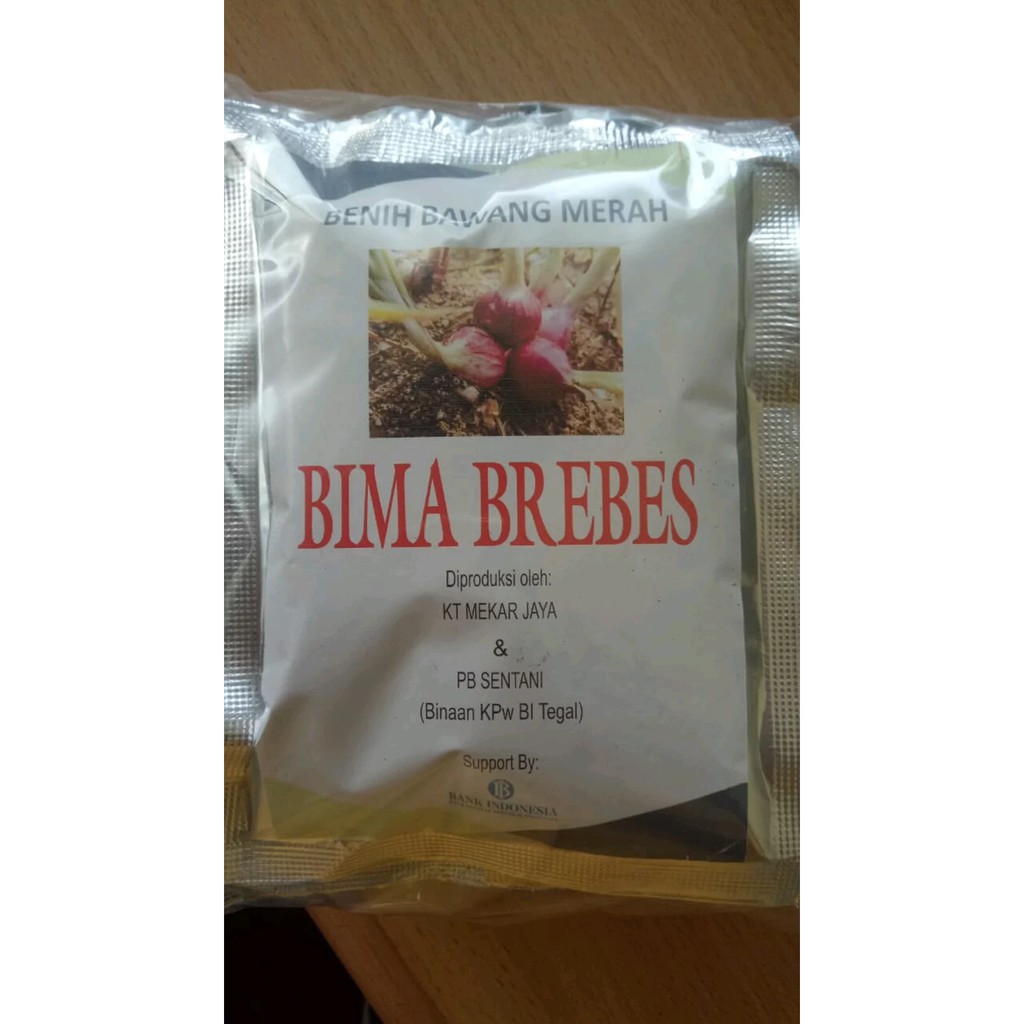 BENIH BAWANG MERAH
BIMA BREBES
Diproduksi oleh:
KT MEKAR JAYA
&
PB SENTANI
(Binaan KPw BI Tegal)
Support By:
BANK INDONESIA